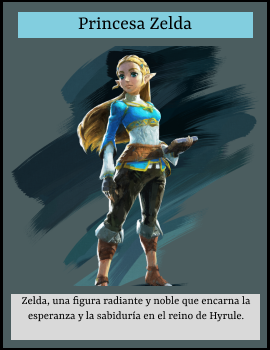 Princesa Zelda
Zelda, una figura radiante y noble que encarna la
esperanza y la sabiduría en el reino de Hyrule.